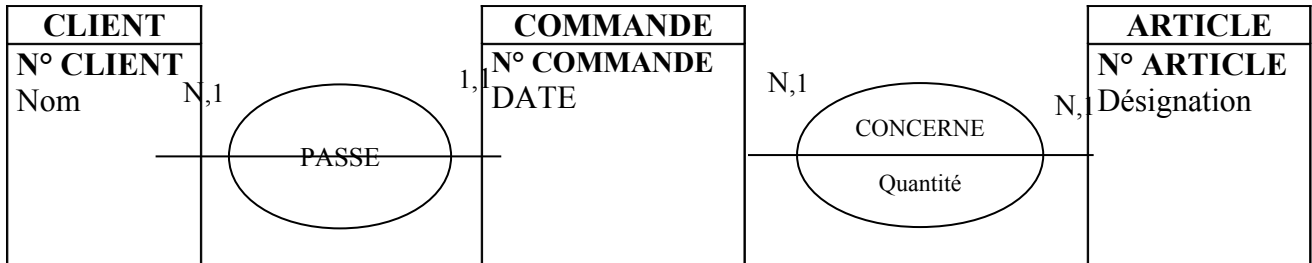 CLIENT
N° CLIENT
Nom
N,1
PASSE
1,1
COMMANDE
N° COMMANDE
DATE
N,1
CONCERNE
Quantité
N,1
ARTICLE
N° ARTICLE
Désignation